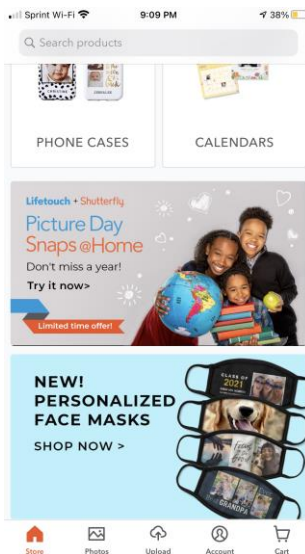 Sprint Wi-Fi 9:09 PM 38%
Search products
PHONE CASES
CALENDARS
Lifetouch + Shutterfly
Picture Day
Snaps @Home
Don't miss a year!
Try it now>
Limited time offer!
NEW!
PERSONALIZED
FACE MASKS
SHOP NOW >
CLASS OF
2021
GRANDPA
Store
Photos
Upload
Account
Cart